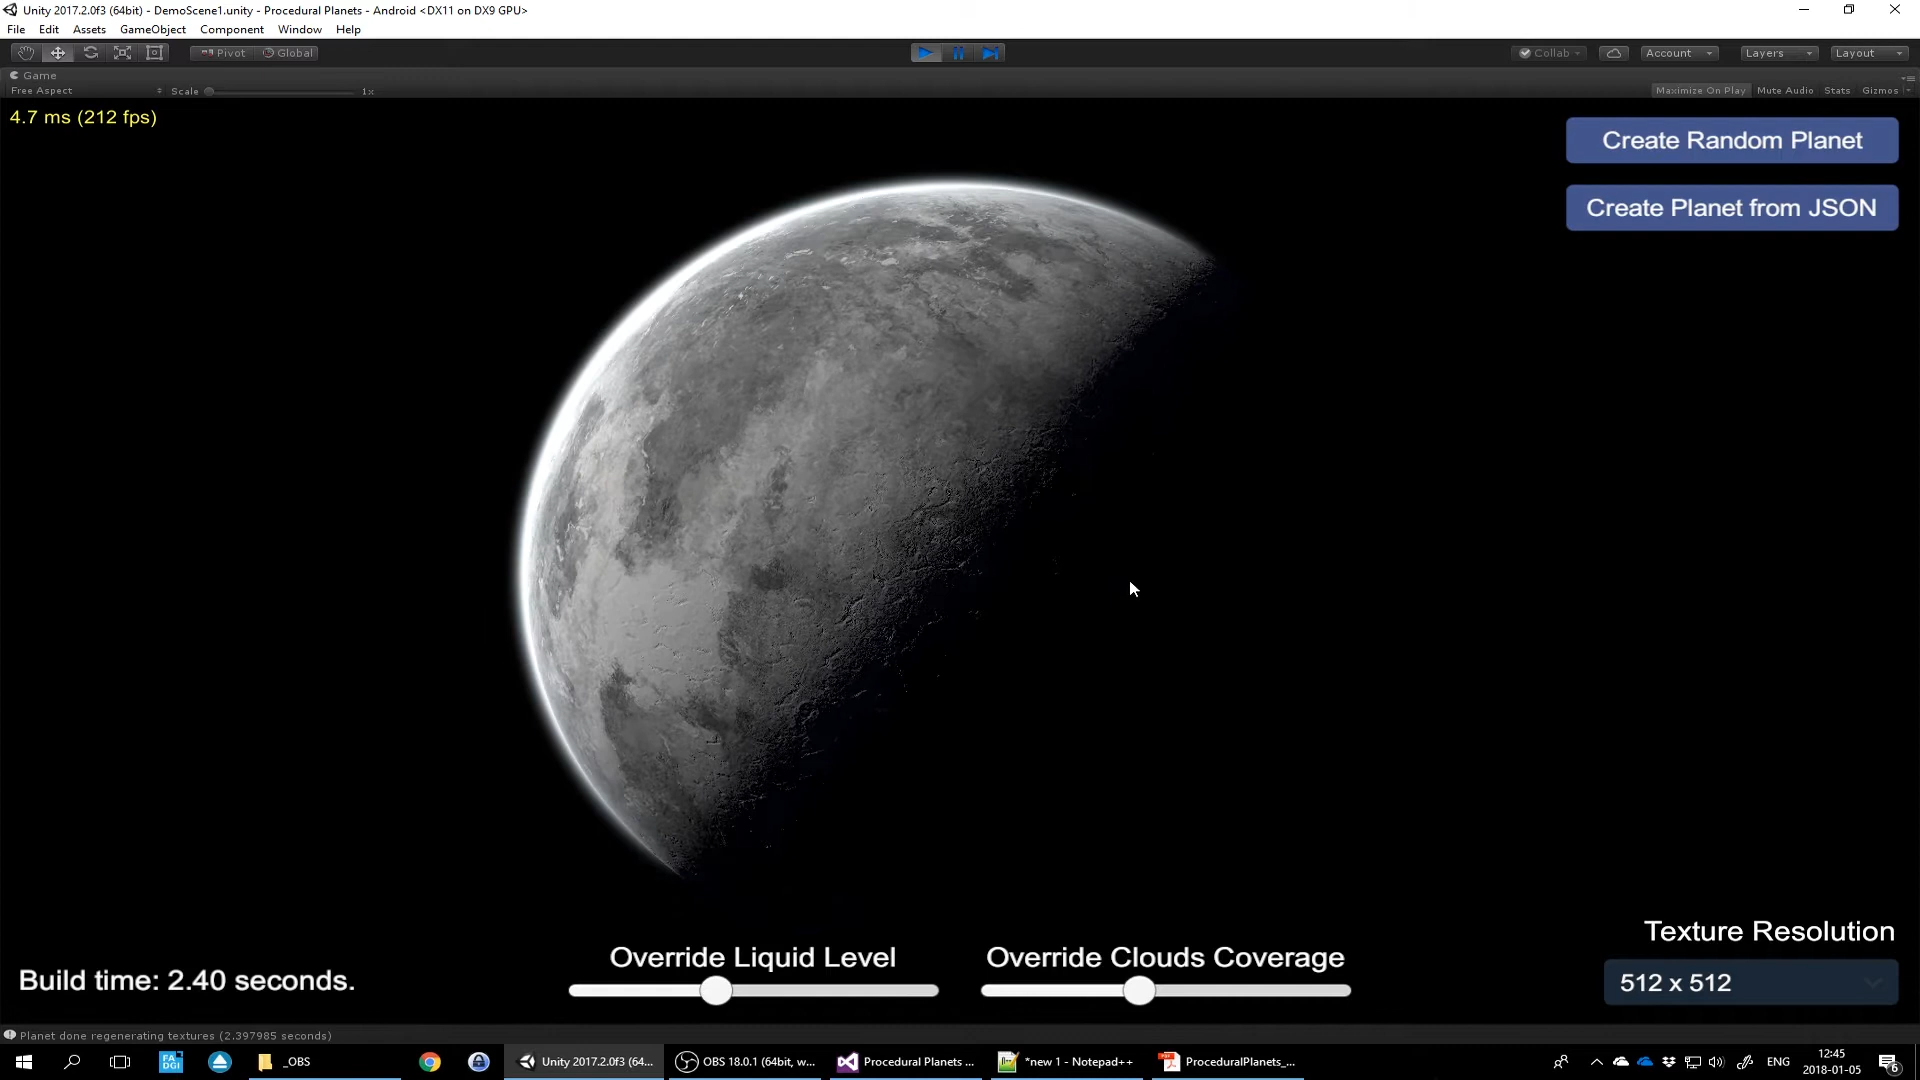 Unity 2017.2.0f3 (64bit) - DemoScene1.unity - Procedural Planets - Android <DX11 on DX9 GPU>
File Edit Assets GameObject Component Window Help
Pivot Global Collab Account Layers Layout
Game
Free Aspect Scale 1x Maximize On Play Mute Audio Stats Gizmos
4.7 ms (212 fps)
Create Random Planet
Create Planet from JSON
Texture Resolution
Override Liquid Level Override Clouds Coverage
Build time: 2.40 seconds.
512 x 512
Planet done regenerating textures (2.397985 seconds)
FA DGI _OBS Unity 2017.2.0f3 (64... OBS 18.0.1 (64bit, w... Procedural Planets ... *new 1 - Notepad++ ProceduralPlanets_... ENG 12:45
2018-01-05 6